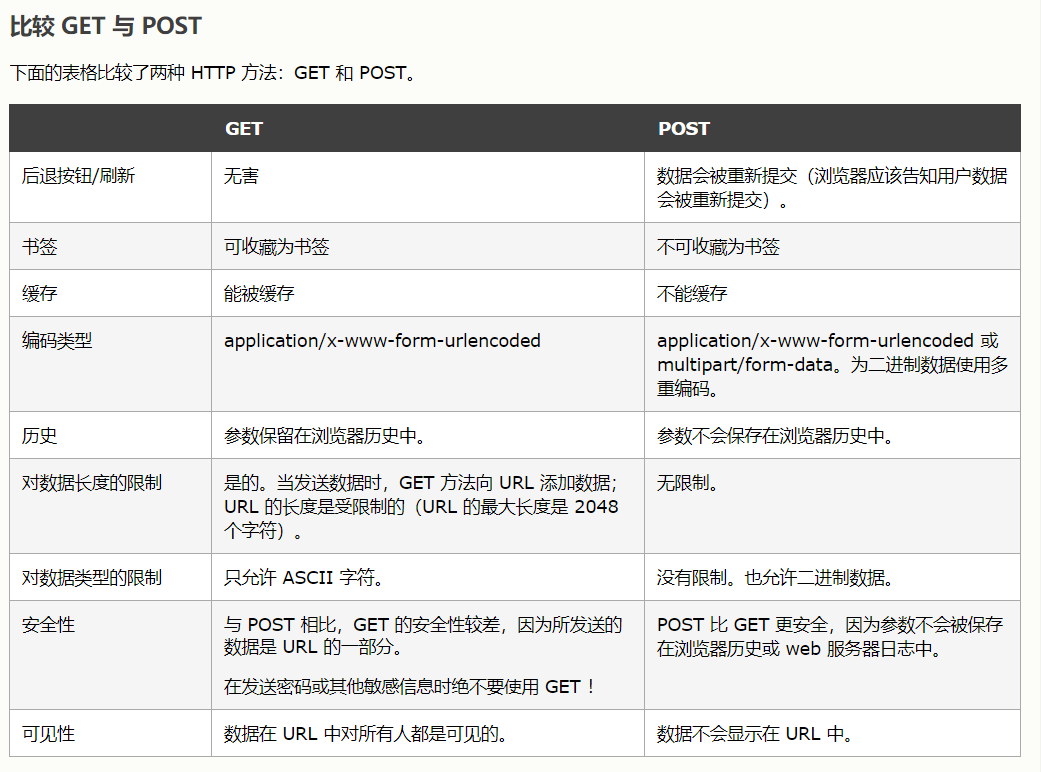 比较 GET 与 POST
下面的表格比较了两种 HTTP 方法：GET 和 POST。
GET POST
后退按钮/刷新 无害 数据会被重新提交（浏览器应该告知用户数据
会被重新提交）。
书签 可收藏为书签 不可收藏为书签
缓存 能被缓存 不能缓存
编码类型 application/x-www-form-urlencoded application/x-www-form-urlencoded 或
multipart/form-data。为二进制数据使用多
重编码。
历史 参数保留在浏览器历史中。 参数不会保存在浏览器历史中。
对数据长度的限制 是的。当发送数据时，GET 方法向 URL 添加数据； 无限制。
URL 的长度是受限制的（URL 的最大长度是 2048
个字符）。
对数据类型的限制 只允许 ASCII 字符。 没有限制。也允许二进制数据。
安全性 与 POST 相比，GET 的安全性较差，因为所发送的 POST 比 GET 更安全，因为参数不会被保存
数据是 URL 的一部分。 在浏览器历史或 web 服务器日志中。
在发送密码或其他敏感信息时绝不要使用 GET ！
可见性 数据在 URL 中对所有人都是可见的。 数据不会显示在 URL 中。